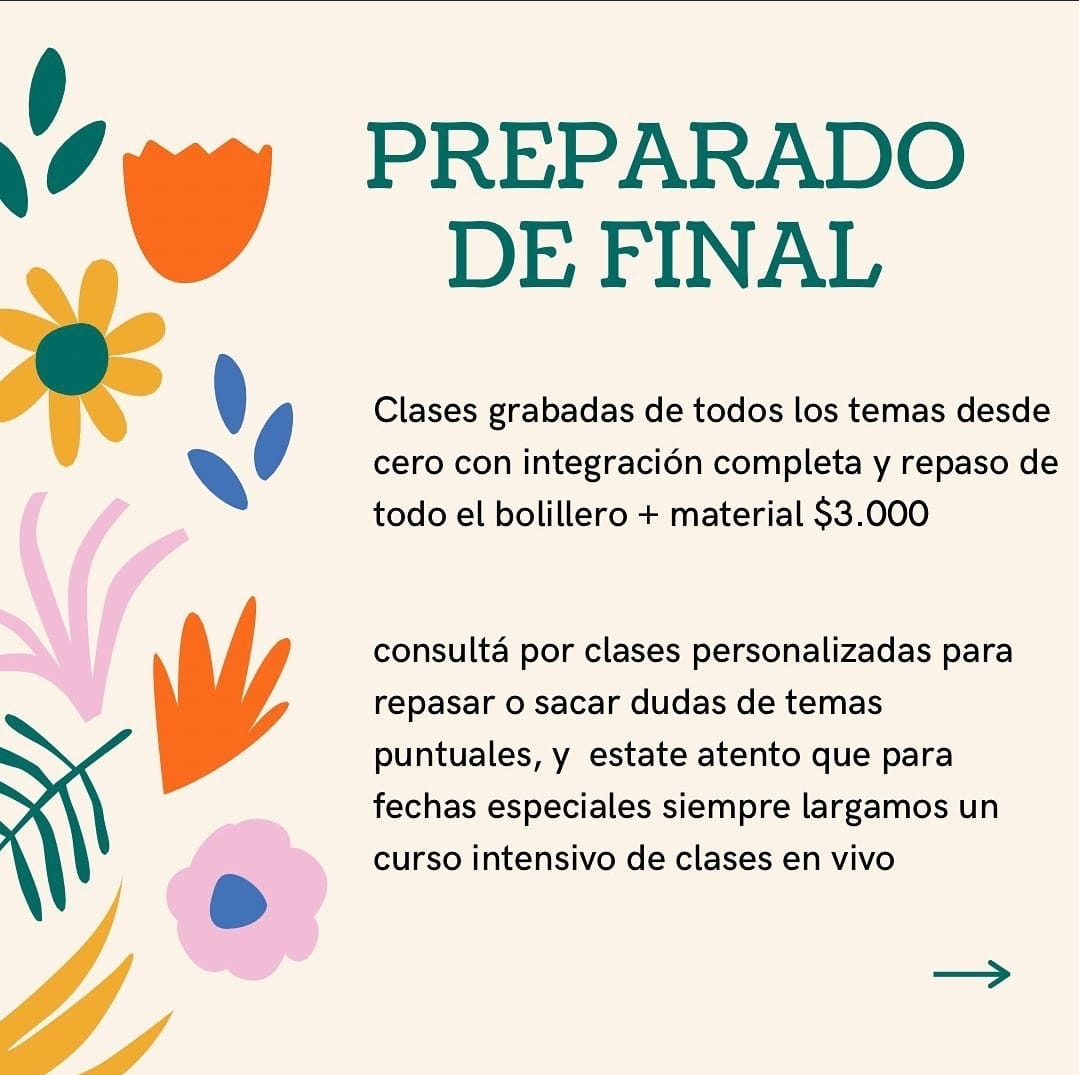 PREPARADO
DE FINAL
Clases grabadas de todos los temas desde
cero con integración completa y repaso de
todo el bolillero + material $3.000
consultá por clases personalizadas para
repasar o sacar dudas de temas
puntuales, y  estate atento que para
fechas especiales siempre largamos un
curso intensivo de clases en vivo